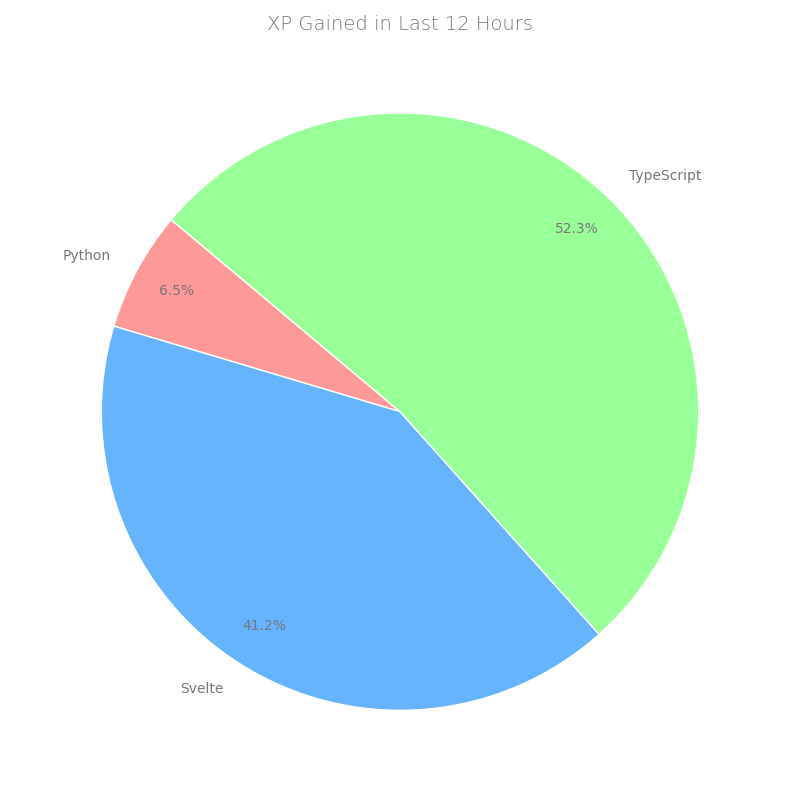 XP Gained in Last 12 Hours
TypeScript
52.3%
Python
6.5%
41.2%
Svelte